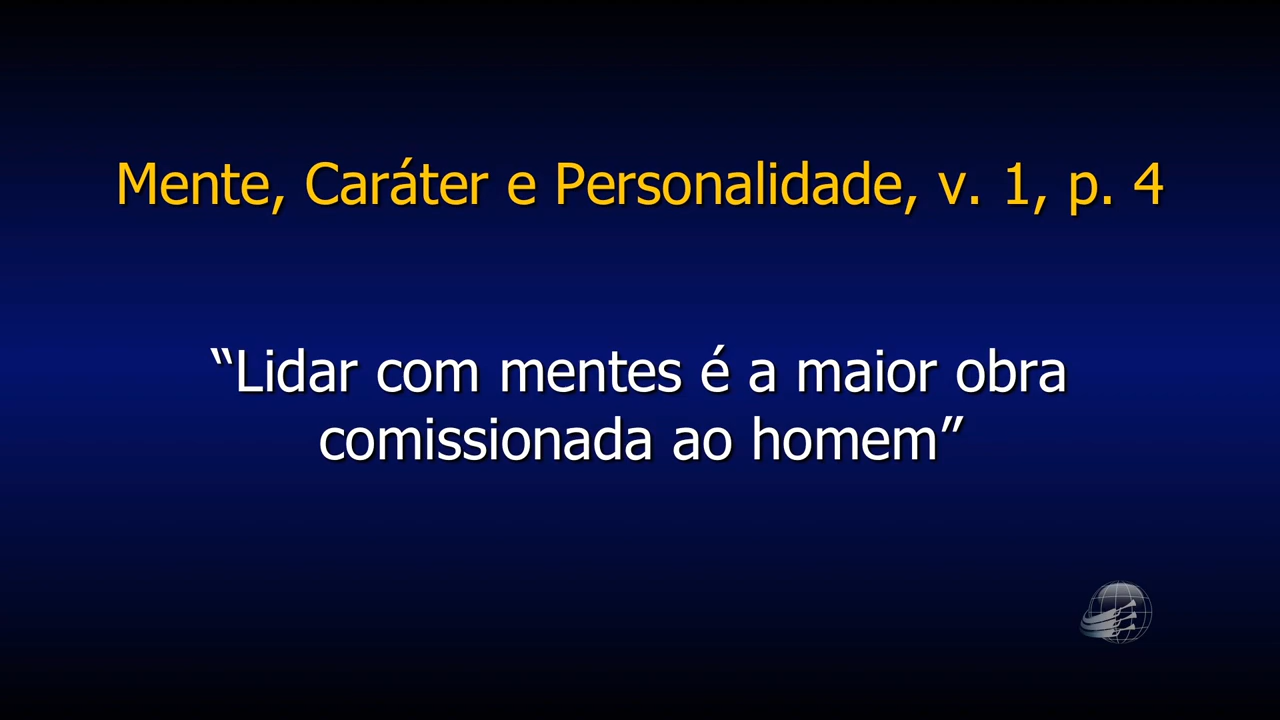 Mente, Caráter e Personalidade, v. 1, p. 4
“Lidar com mentes é a maior obra
comissionada ao homem”